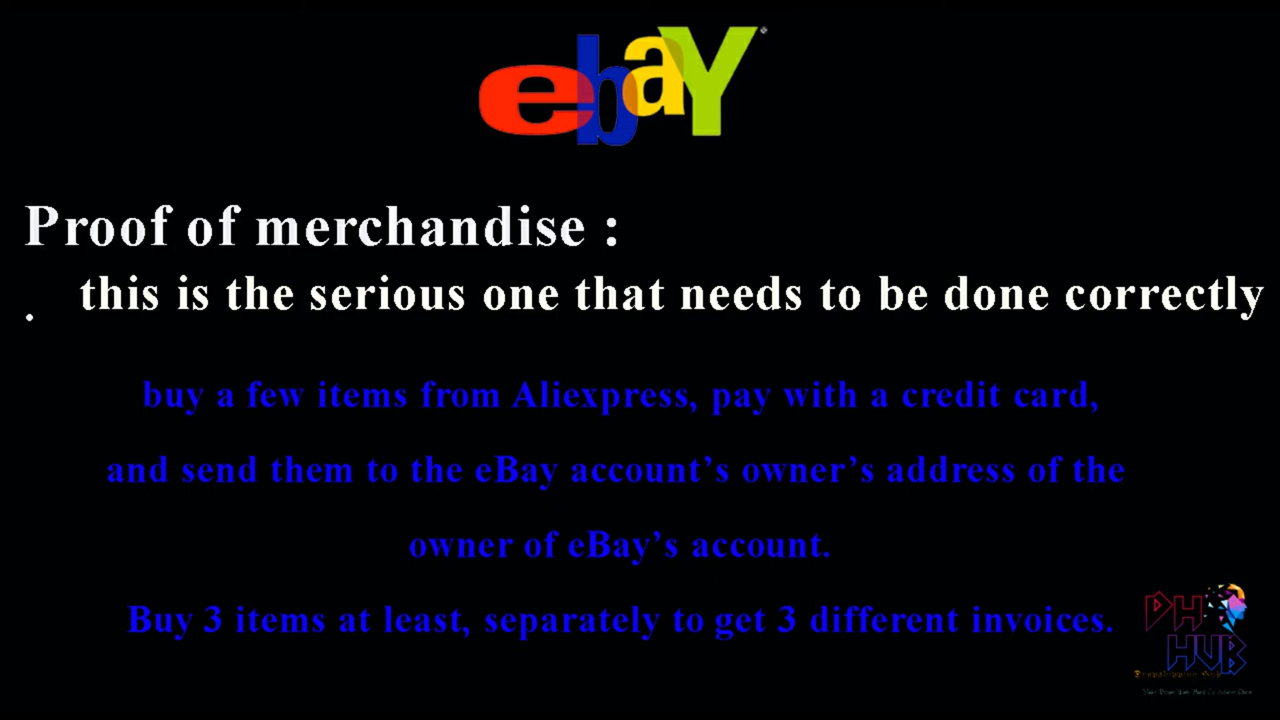 ebaY
Proof of merchandise :
. this is the serious one that needs to be done correctly
buy a few items from Aliexpress, pay with a credit card,
and send them to the eBay account’s owner’s address of the
owner of eBay’s account.
Buy 3 items at least, separately to get 3 different invoices.
DH
HUB